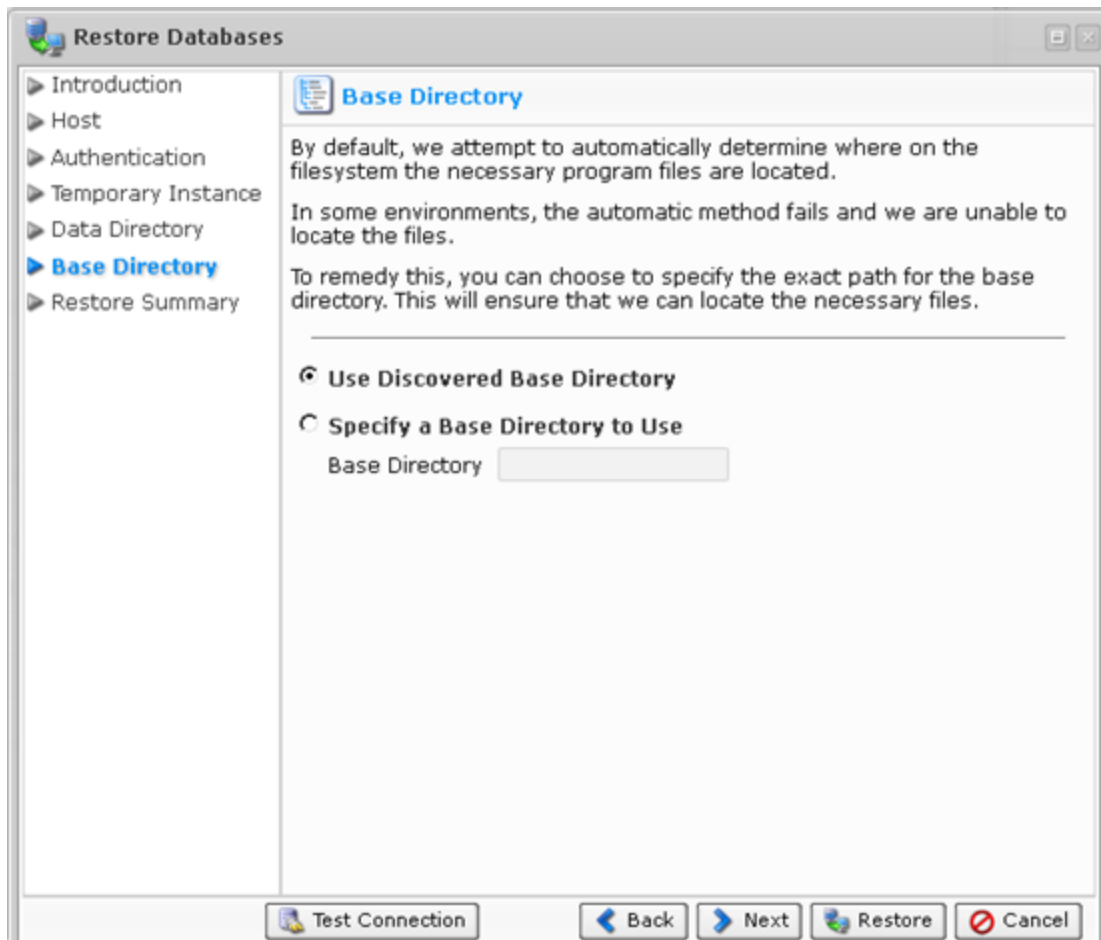 Restore Databases
Introduction
Host
Authentication
Temporary Instance
Data Directory
Base Directory
Restore Summary
Base Directory
By default, we attempt to automatically determine where on the
filesystem the necessary program files are located.
In some environments, the automatic method fails and we are unable to
locate the files.
To remedy this, you can choose to specify the exact path for the base
directory. This will ensure that we can locate the necessary files.
Use Discovered Base Directory
Specify a Base Directory to Use
Base Directory
Test Connection
Back
Next
Restore
Cancel